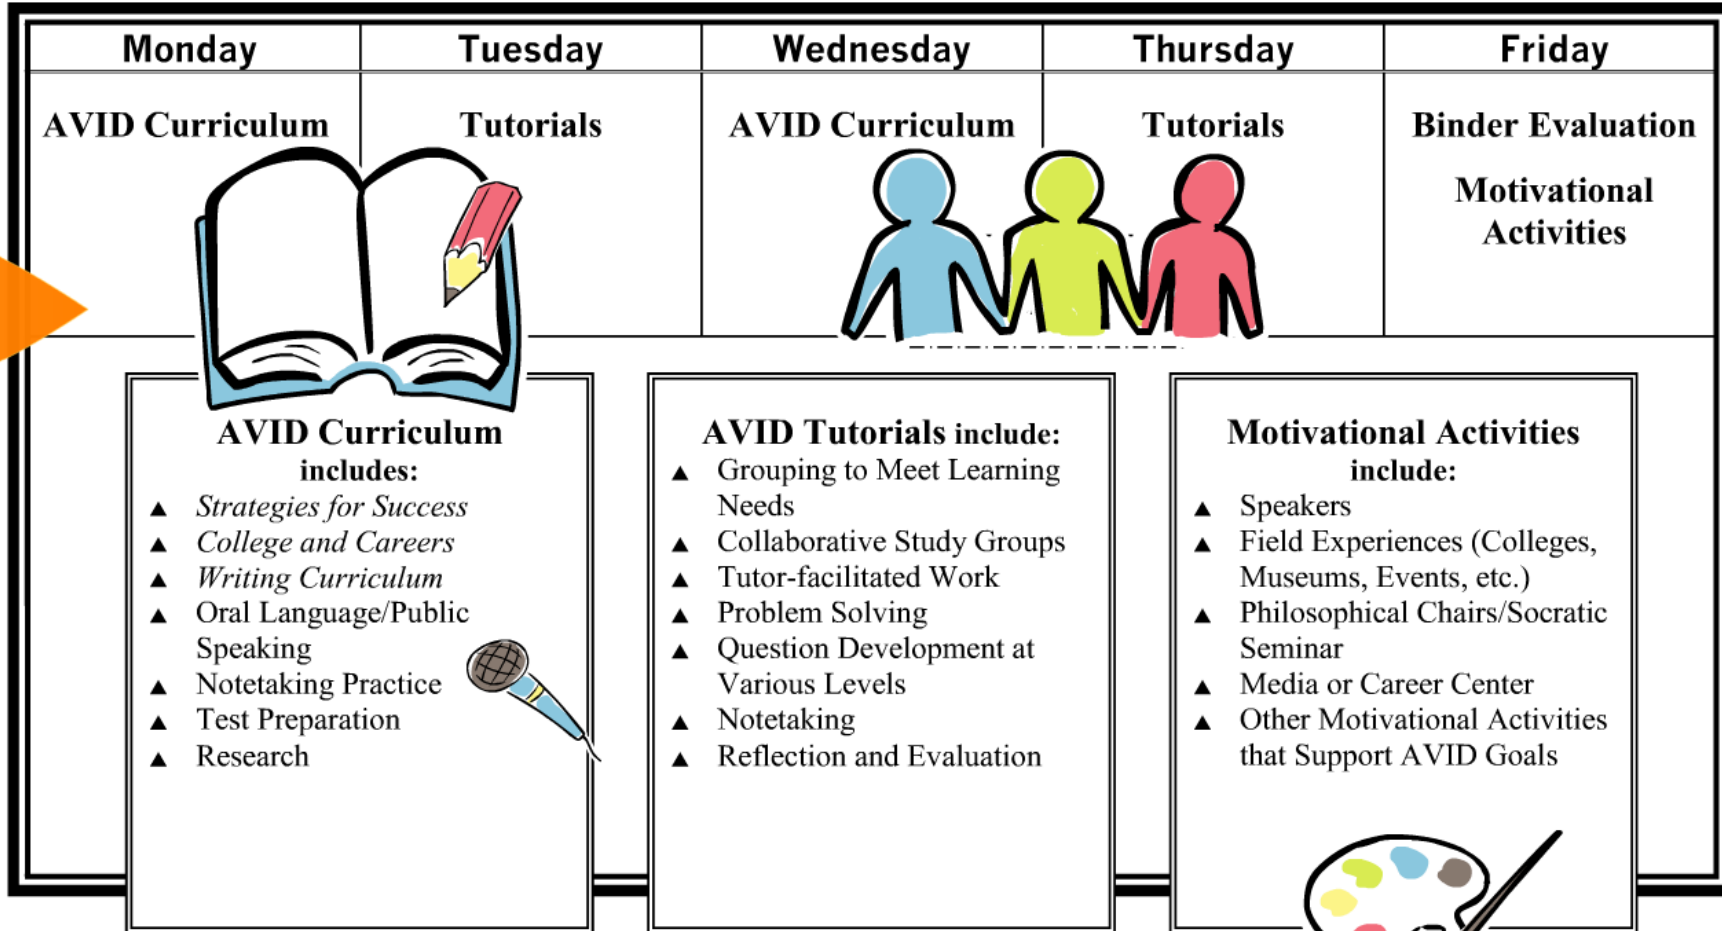 Monday Tuesday Wednesday Thursday Friday
AVID Curriculum Tutorials AVID Curriculum Tutorials Binder Evaluation
Motivational
Activities
AVID Curriculum
includes:
▲ Strategies for Success
▲ College and Careers
▲ Writing Curriculum
▲ Oral Language/Public
Speaking
▲ Notetaking Practice
▲ Test Preparation
▲ Research
AVID Tutorials include:
▲ Grouping to Meet Learning
Needs
▲ Collaborative Study Groups
▲ Tutor-facilitated Work
▲ Problem Solving
▲ Question Development at
Various Levels
▲ Notetaking
▲ Reflection and Evaluation
Motivational Activities
include:
▲ Speakers
▲ Field Experiences (Colleges,
Museums, Events, etc.)
▲ Philosophical Chairs/Socratic
Seminar
▲ Media or Career Center
▲ Other Motivational Activities
that Support AVID Goals